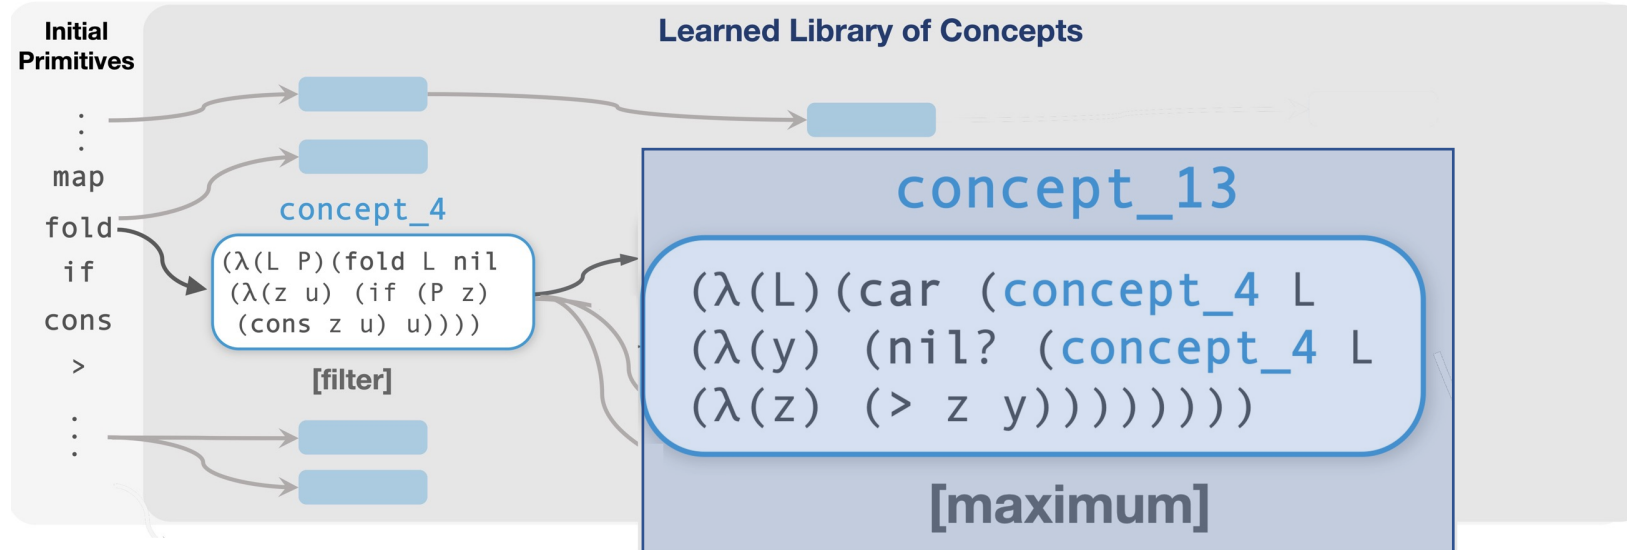 Initial
Primitives
Learned Library of Concepts
⋮
map
fold
if
cons
>
⋮
concept_4
(λ(L P)(fold L nil
(λ(z u) (if (P z)
(cons z u) u))))
[filter]
concept_13
(λ(L)(car (concept_4 L
(λ(y) (nil? (concept_4 L
(λ(z) (> z y))))))))
[maximum]